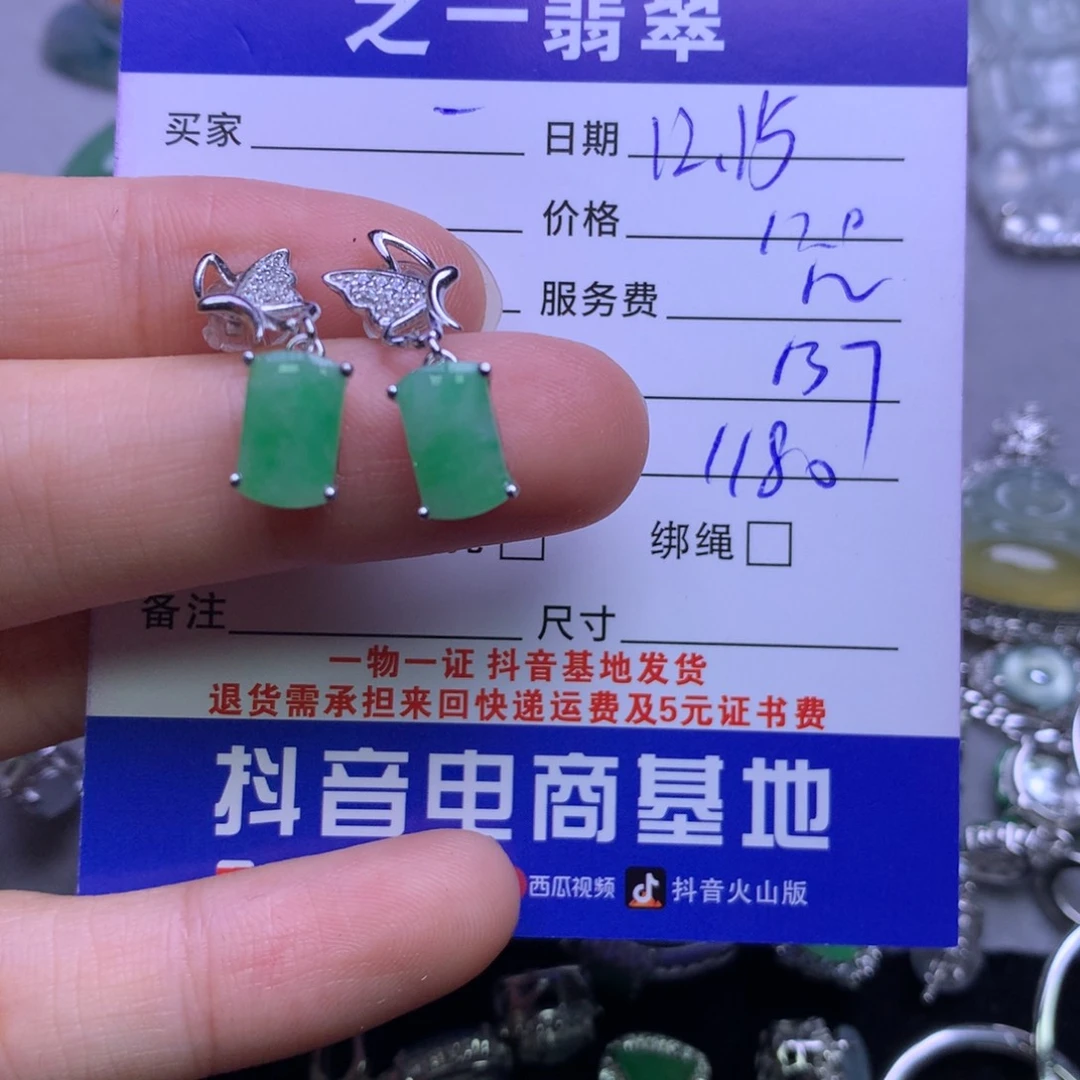 之一翡翠
买家 一 日期 12.15
价格 120
服务费 12
137
1180
绑绳
备注 尺寸
一物一证 抖音基地发货
退货需承担来回快递运费及5元证书费
抖音电商基地
西瓜视频 抖音火山版